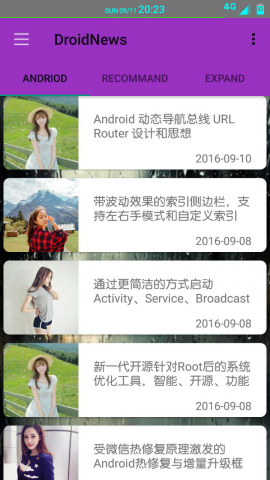 SUN 09/11 20:23 4G
DroidNews
ANDRIOD RECOMMAND EXPAND
Android 动态导航总线 URL
Router 设计和思想
2016-09-10
带波动效果的索引侧边栏，支
持左右手模式和自定义索引
2016-09-08
通过更简洁的方式启动
Activity、Service、Broadcast
2016-09-08
新一代开源针对Root后的系统
优化工具，智能、开源、功能
2016-09-08
受微信热修复原理激发的
Android热修复与增量升级框